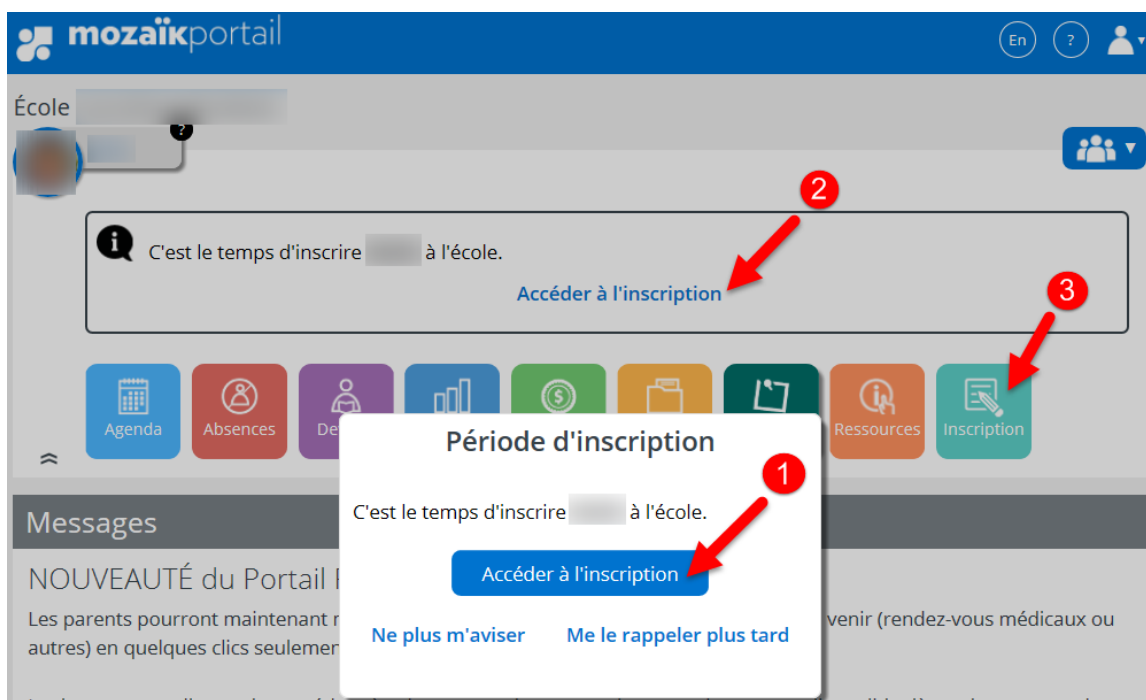 mozaïkportail
En ?
École
?
2
C'est le temps d'inscrire à l'école.
Accéder à l'inscription
3
Agenda Absences Ressources Inscription
Période d'inscription
1
C'est le temps d'inscrire à l'école.
Accéder à l'inscription
Ne plus m'aviser Me le rappeler plus tard
Messages
NOUVEAUTÉ du Portail
Les parents pourront maintenant venir (rendez-vous médicaux ou
autres) en quelques clics